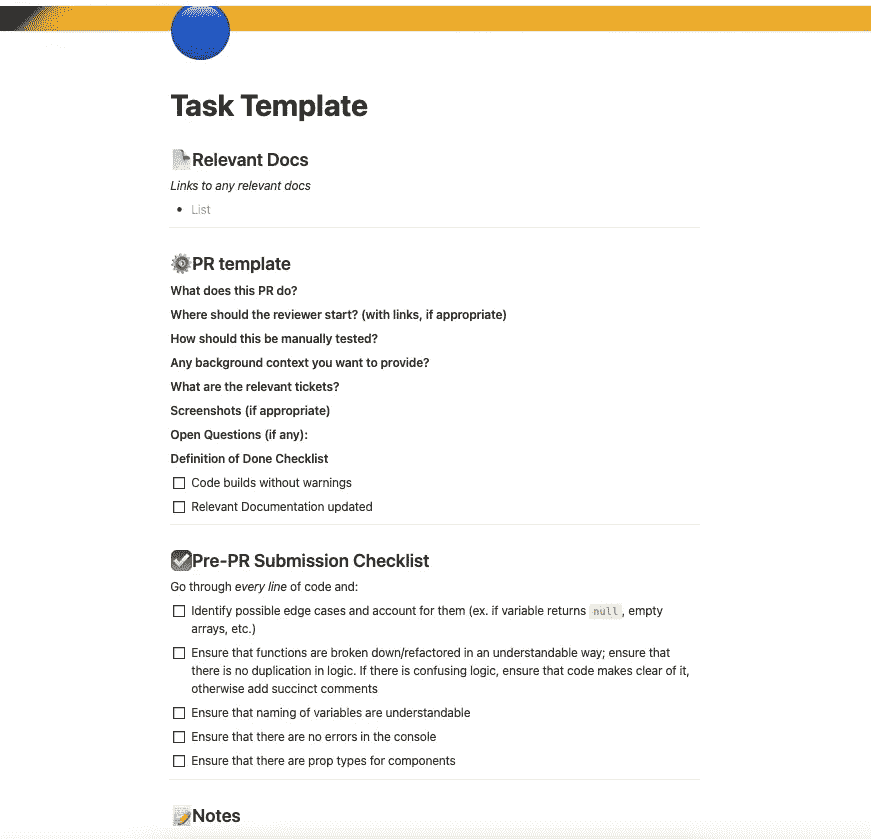 Task Template
Relevant Docs
Links to any relevant docs
List
PR template
What does this PR do?
Where should the reviewer start? (with links, if appropriate)
How should this be manually tested?
Any background context you want to provide?
What are the relevant tickets?
Screenshots (if appropriate)
Open Questions (if any):
Definition of Done Checklist
Code builds without warnings
Relevant Documentation updated
Pre-PR Submission Checklist
Go through every line of code and:
Identify possible edge cases and account for them (ex. if variable returns null, empty
arrays, etc.)
Ensure that functions are broken down/refactored in an understandable way; ensure that
there is no duplication in logic. If there is confusing logic, ensure that code makes clear of it,
otherwise add succinct comments
Ensure that naming of variables are understandable
Ensure that there are no errors in the console
Ensure that there are prop types for components
Notes